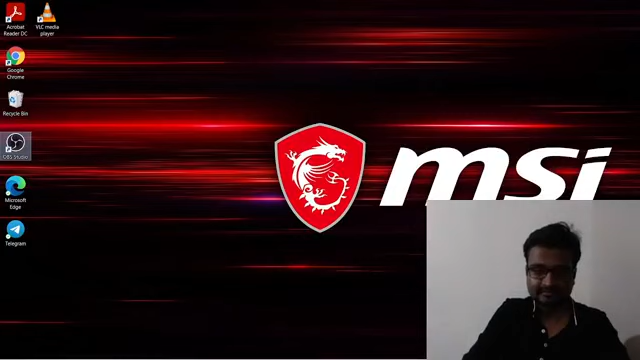 Acrobat
Reader DC
VLC media
player
Google
Chrome
Recycle Bin
OBS Studio
Microsoft
Edge
Telegram
msi